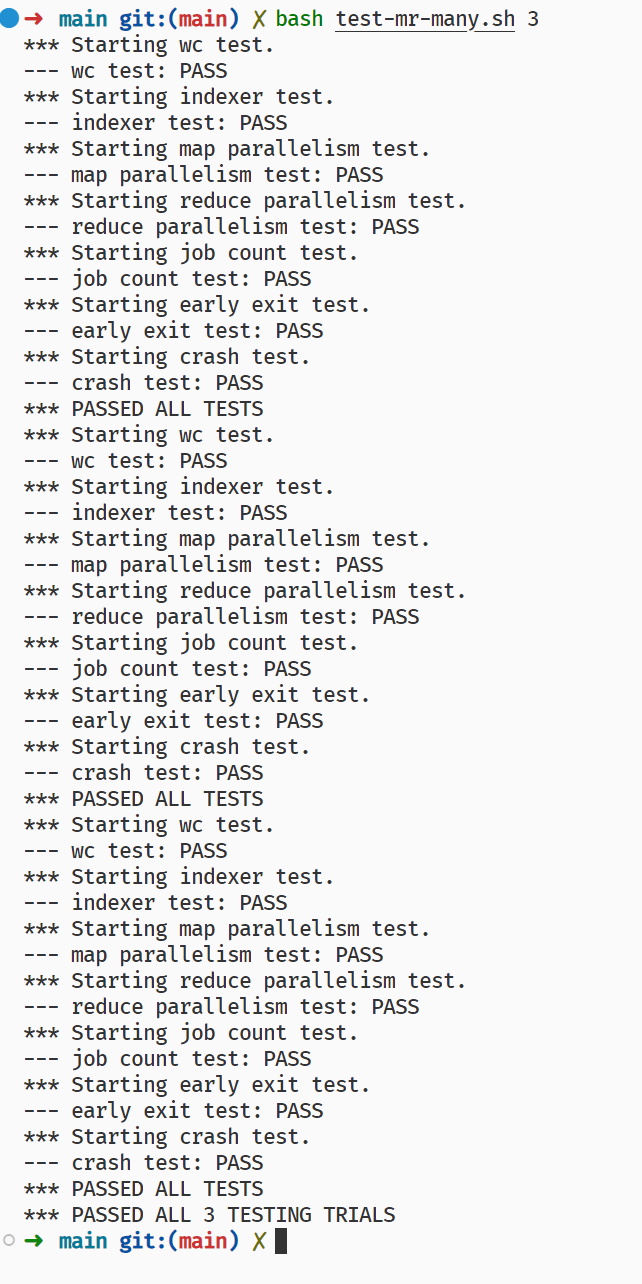 ➜ main git:(main) ✗ bash test-mr-many.sh 3
*** Starting wc test.
--- wc test: PASS
*** Starting indexer test.
--- indexer test: PASS
*** Starting map parallelism test.
--- map parallelism test: PASS
*** Starting reduce parallelism test.
--- reduce parallelism test: PASS
*** Starting job count test.
--- job count test: PASS
*** Starting early exit test.
--- early exit test: PASS
*** Starting crash test.
--- crash test: PASS
*** PASSED ALL TESTS
*** Starting wc test.
--- wc test: PASS
*** Starting indexer test.
--- indexer test: PASS
*** Starting map parallelism test.
--- map parallelism test: PASS
*** Starting reduce parallelism test.
--- reduce parallelism test: PASS
*** Starting job count test.
--- job count test: PASS
*** Starting early exit test.
--- early exit test: PASS
*** Starting crash test.
--- crash test: PASS
*** PASSED ALL TESTS
*** Starting wc test.
--- wc test: PASS
*** Starting indexer test.
--- indexer test: PASS
*** Starting map parallelism test.
--- map parallelism test: PASS
*** Starting reduce parallelism test.
--- reduce parallelism test: PASS
*** Starting job count test.
--- job count test: PASS
*** Starting early exit test.
--- early exit test: PASS
*** Starting crash test.
--- crash test: PASS
*** PASSED ALL TESTS
*** PASSED ALL 3 TESTING TRIALS
➜ main git:(main) ✗